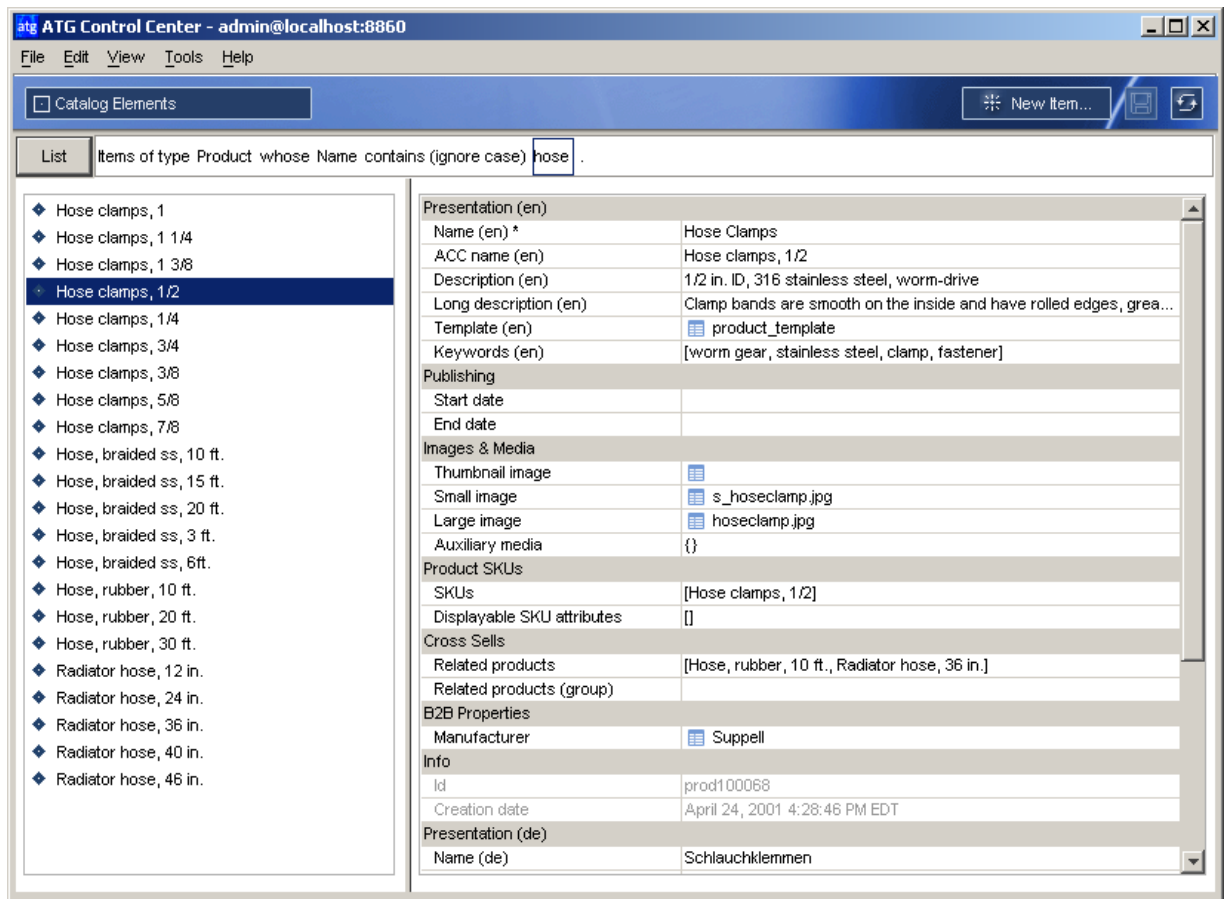 atg ATG Control Center - admin@localhost:8860
File Edit View Tools Help
Catalog Elements New Item...
List Items of type Product whose Name contains (ignore case) hose .
Hose clamps, 1
Hose clamps, 1 1/4
Hose clamps, 1 3/8
Hose clamps, 1/2
Hose clamps, 1/4
Hose clamps, 3/4
Hose clamps, 3/8
Hose clamps, 5/8
Hose clamps, 7/8
Hose, braided ss, 10 ft.
Hose, braided ss, 15 ft.
Hose, braided ss, 20 ft.
Hose, braided ss, 3 ft.
Hose, braided ss, 6ft.
Hose, rubber, 10 ft.
Hose, rubber, 20 ft.
Hose, rubber, 30 ft.
Radiator hose, 12 in.
Radiator hose, 24 in.
Radiator hose, 36 in.
Radiator hose, 40 in.
Radiator hose, 46 in.
Presentation (en)
Name (en) * Hose Clamps
ACC name (en) Hose clamps, 1/2
Description (en) 1/2 in. ID, 316 stainless steel, worm-drive
Long description (en) Clamp bands are smooth on the inside and have rolled edges, grea...
Template (en) product_template
Keywords (en) [worm gear, stainless steel, clamp, fastener]
Publishing
Start date
End date
Images & Media
Thumbnail image
Small image s_hoseclamp.jpg
Large image hoseclamp.jpg
Auxiliary media {}
Product SKUs
SKUs [Hose clamps, 1/2]
Displayable SKU attributes []
Cross Sells
Related products [Hose, rubber, 10 ft., Radiator hose, 36 in.]
Related products (group)
B2B Properties
Manufacturer Suppell
Info
Id prod100068
Creation date April 24, 2001 4:28:46 PM EDT
Presentation (de)
Name (de) Schlauchklemmen